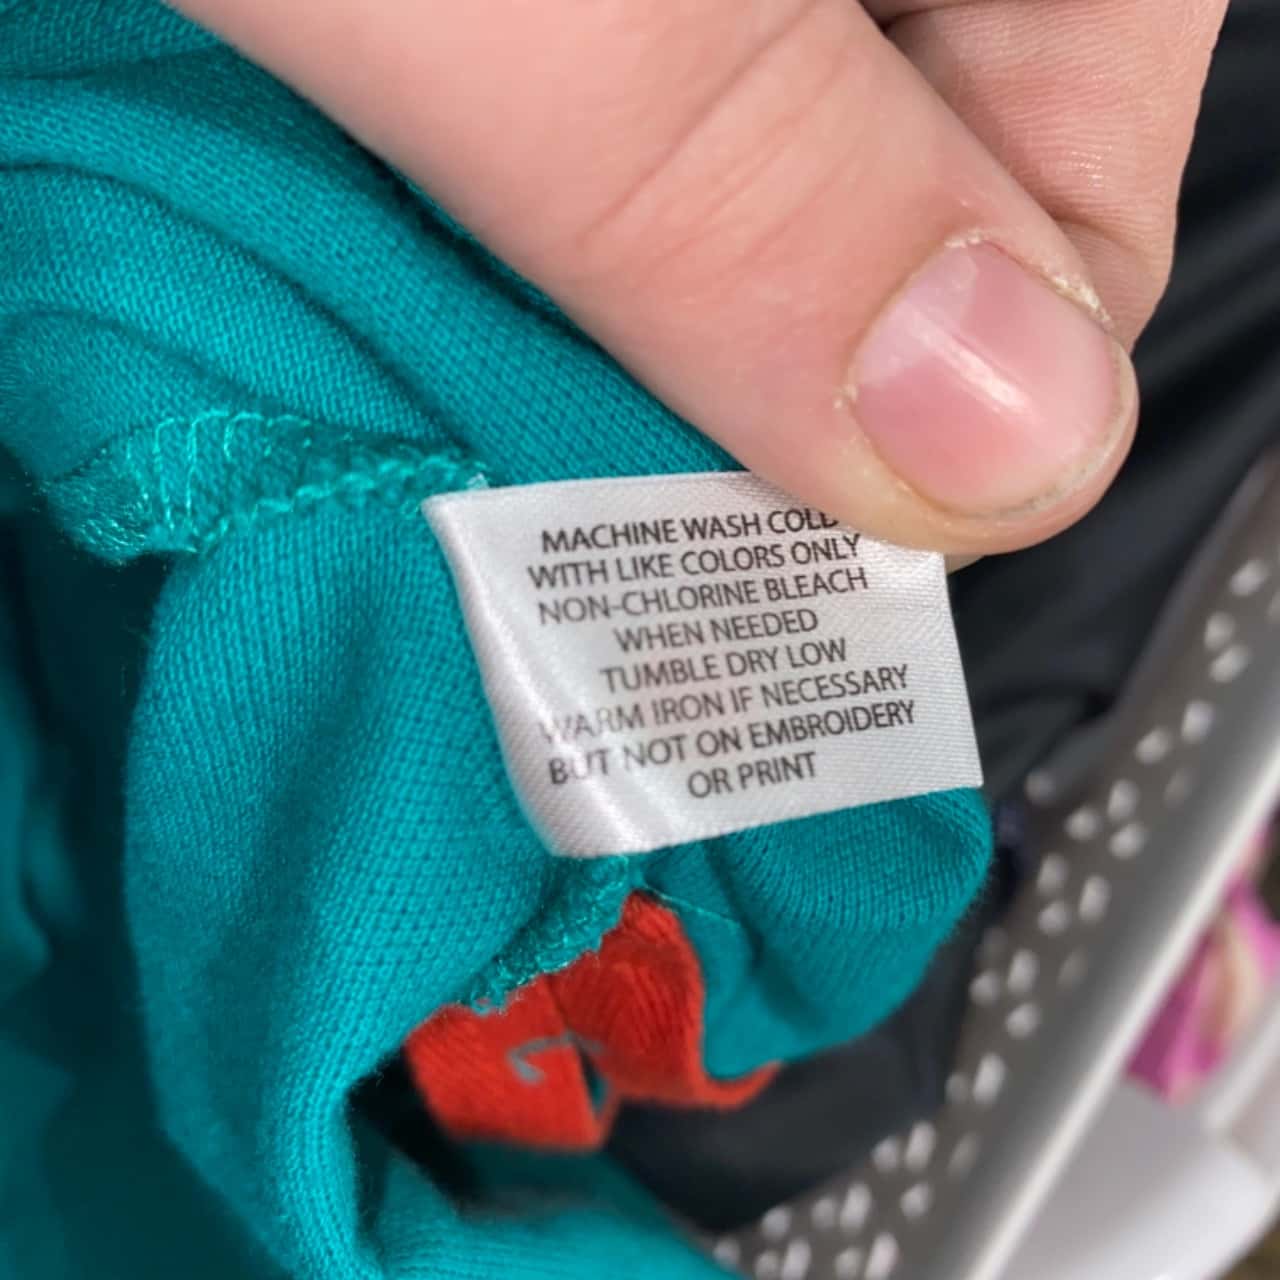 MACHINE WASH COLD
WITH LIKE COLORS ONLY
NON-CHLORINE BLEACH
WHEN NEEDED
TUMBLE DRY LOW
WARM IRON IF NECESSARY
BUT NOT ON EMBROIDERY
OR PRINT